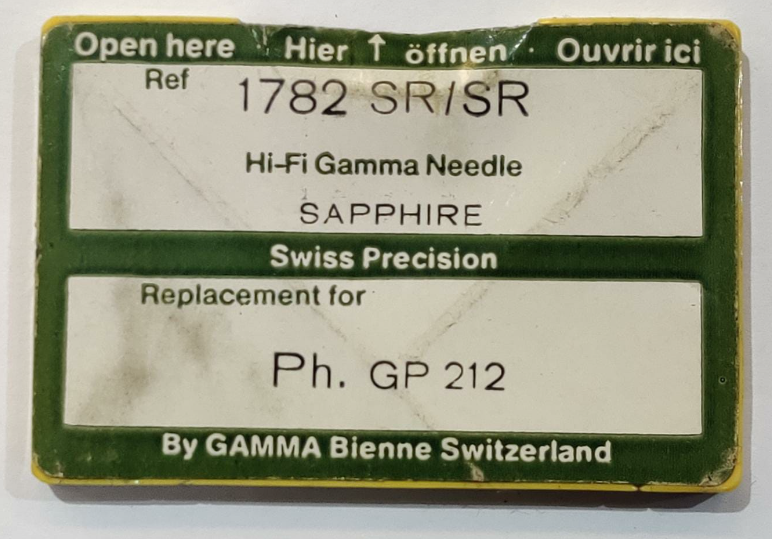 Open here Hier ↑ öffnen · Ouvrir ici
Ref 1782 SR/SR
Hi-Fi Gamma Needle
SAPPHIRE
Swiss Precision
Replacement for
Ph. GP 212
By GAMMA Bienne Switzerland